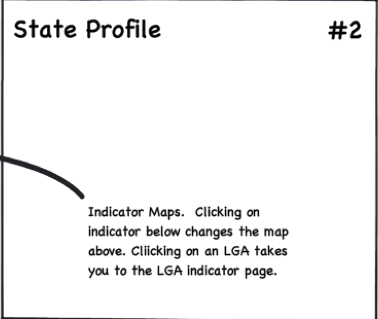 State Profile #2
Indicator Maps. Clicking on
indicator below changes the map
above. Cliicking on an LGA takes
you to the LGA indicator page.